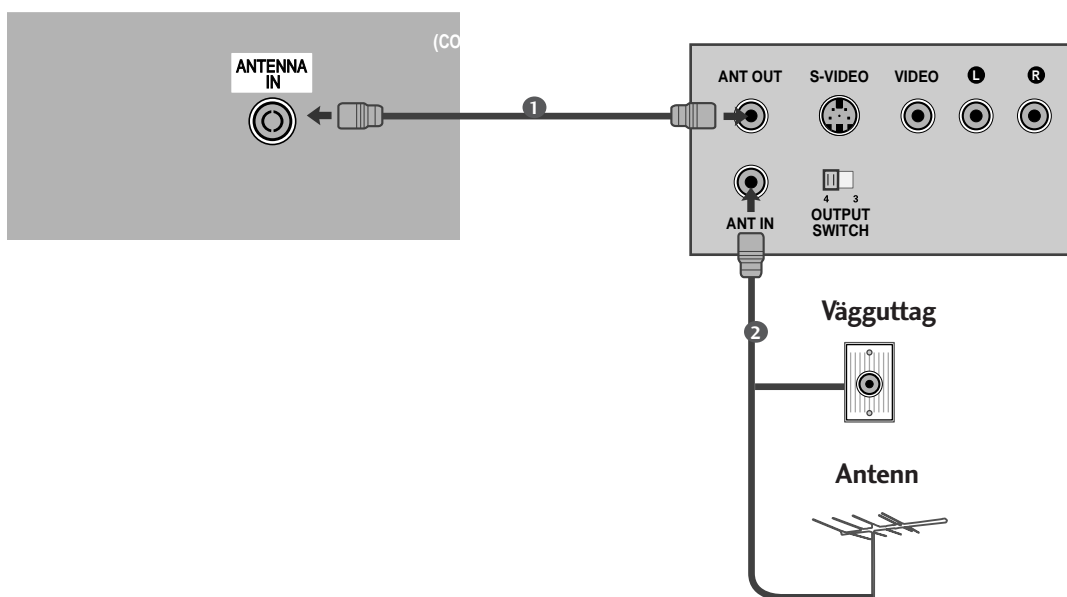 (CO
ANTENNA
IN
1
ANT OUT S-VIDEO VIDEO L R
4 3
ANT IN
OUTPUT
SWITCH
2
Vägguttag
Antenn